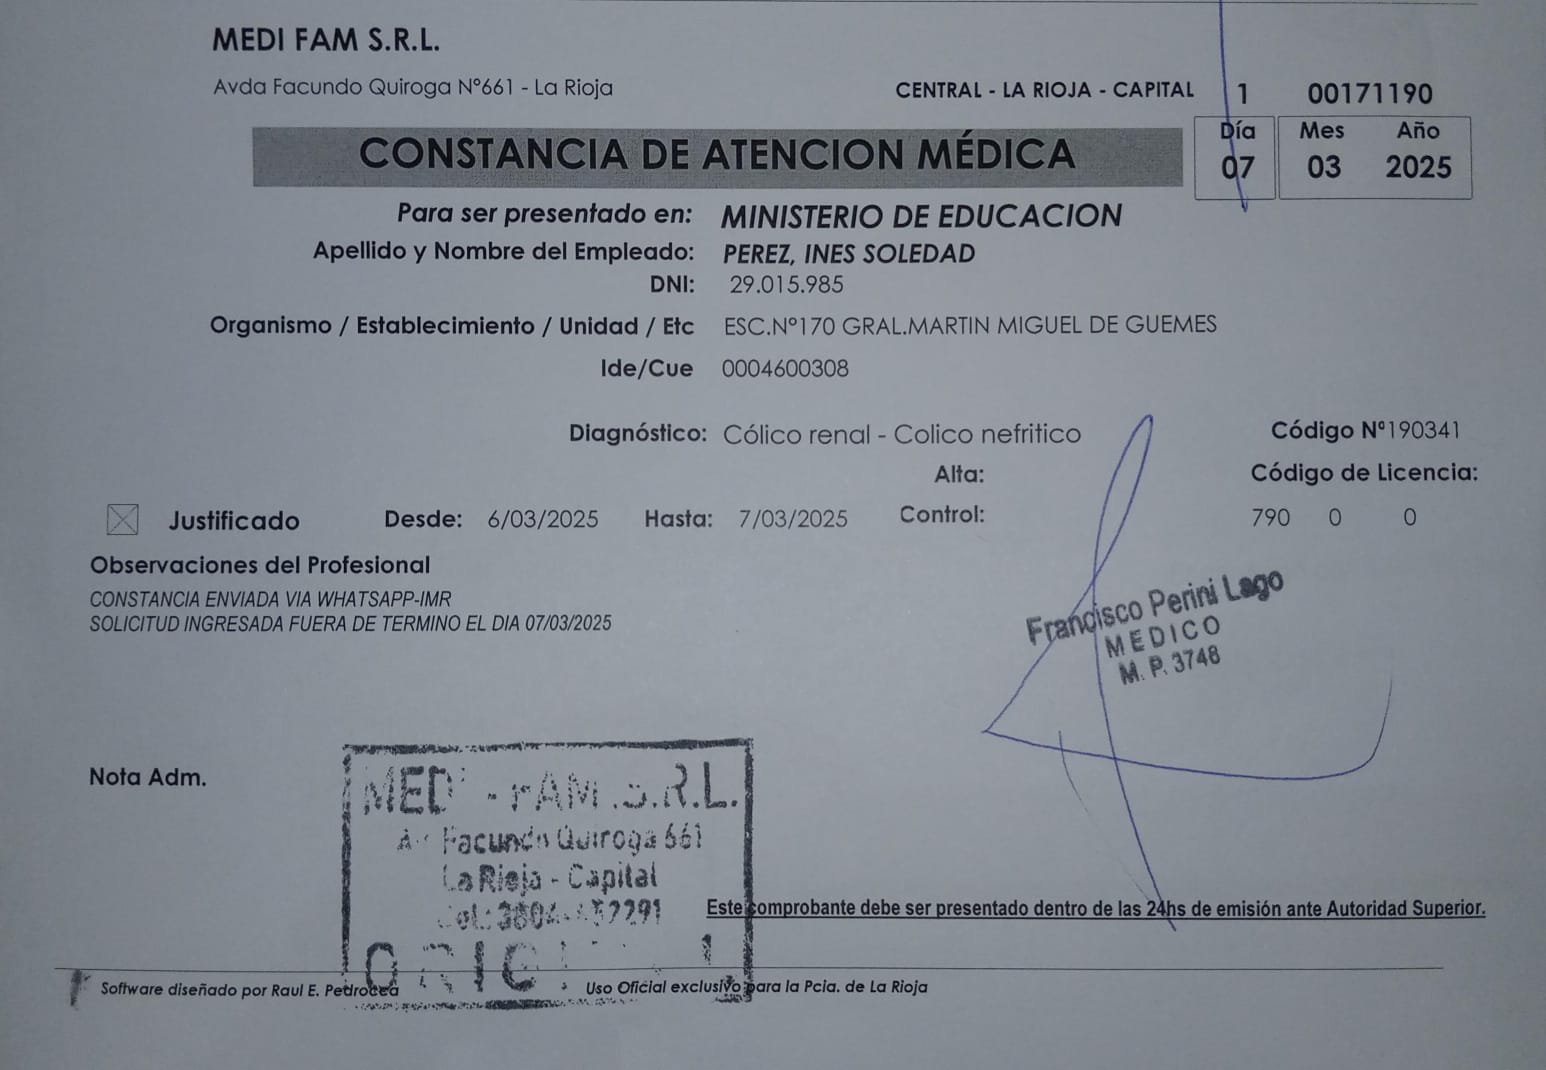 MEDI FAM S.R.L.
Avda Facundo Quiroga Nº661 - La Rioja
CENTRAL - LA RIOJA - CAPITAL 1 00171190
CONSTANCIA DE ATENCION MÉDICA
Día Mes Año
07 03 2025
Para ser presentado en: MINISTERIO DE EDUCACION
Apellido y Nombre del Empleado: PEREZ, INES SOLEDAD
DNI: 29.015.985
Organismo / Establecimiento / Unidad / Etc ESC.Nº170 GRAL.MARTIN MIGUEL DE GUEMES
Ide/Cue 0004600308
Diagnóstico: Cólico renal - Colico nefritico Código Nº190341
Alta: Código de Licencia:
Justificado Desde: 6/03/2025 Hasta: 7/03/2025 Control: 790 0 0
Observaciones del Profesional
CONSTANCIA ENVIADA VIA WHATSAPP-IMR
SOLICITUD INGRESADA FUERA DE TERMINO EL DIA 07/03/2025
Francisco Perini Lago
MEDICO
M. P. 3748
Nota Adm.
MEDI - FAM S.R.L.
Facundo Quiroga 661
La Rioja - Capital
Este comprobante debe ser presentado dentro de las 24hs de emisión ante Autoridad Superior.
Software diseñado por Raul E. Pedrocca Uso Oficial exclusivo para la Pcia. de La Rioja